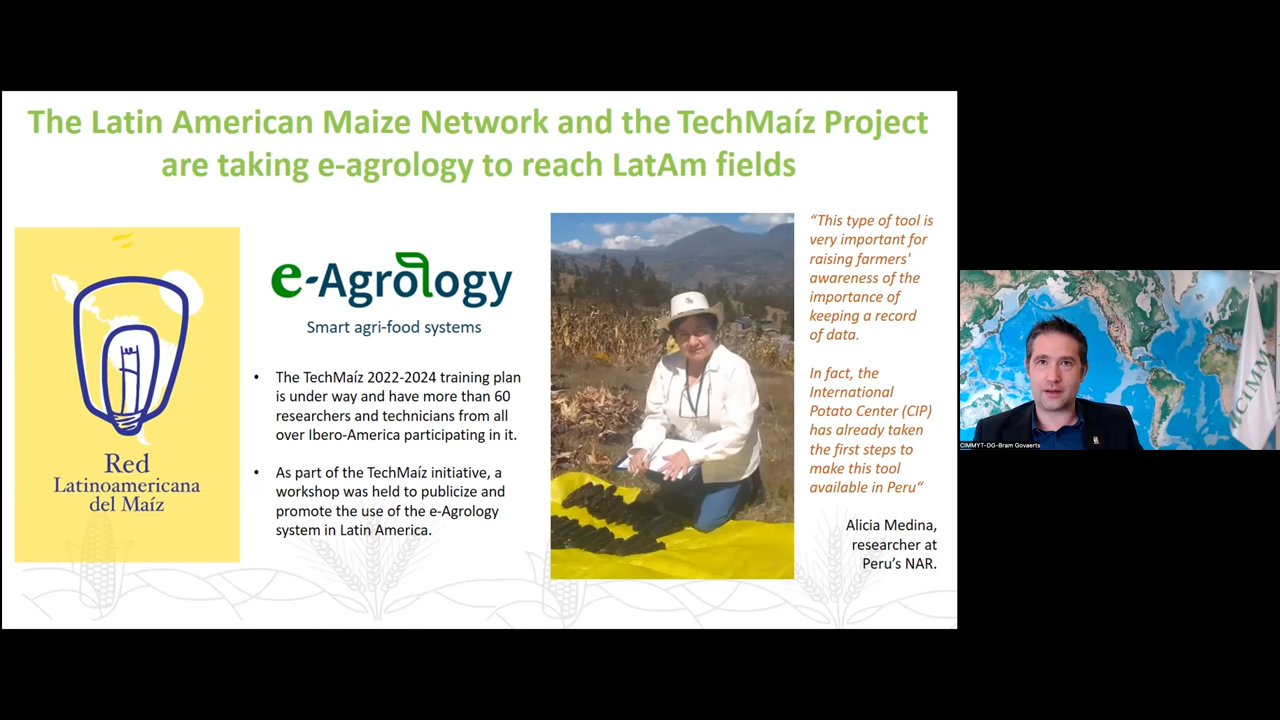 The Latin American Maize Network and the TechMaíz Project
are taking e-agrology to reach LatAm fields
Red
Latinoamericana
del Maíz
e-Agrology
Smart agri-food systems
• The TechMaíz 2022-2024 training plan
is under way and have more than 60
researchers and technicians from all
over Ibero-America participating in it.
• As part of the TechMaíz initiative, a
workshop was held to publicize and
promote the use of the e-Agrology
system in Latin America.
“This type of tool is
very important for
raising farmers'
awareness of the
importance of
keeping a record
of data.
In fact, the
International
Potato Center (CIP)
has already taken
the first steps to
make this tool
available in Peru“
Alicia Medina,
researcher at
Peru’s NAR.
CIMM
CIMMYT-DG-Bram Govaerts